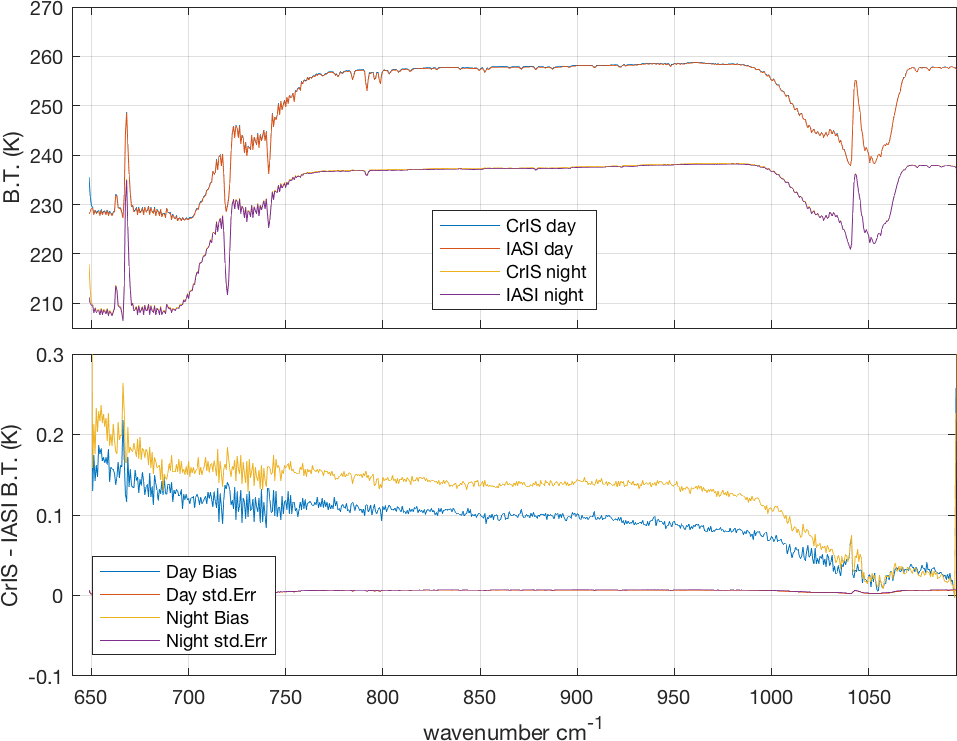 270
260
250
240
230
220
210
B.T. (K)
CrIS day
IASI day
CrIS night
IASI night
0.3
0.2
0.1
0
-0.1
CrIS - IASI B.T. (K)
Day Bias
Day std.Err
Night Bias
Night std.Err
650 700 750 800 850 900 950 1000 1050
wavenumber cm-1